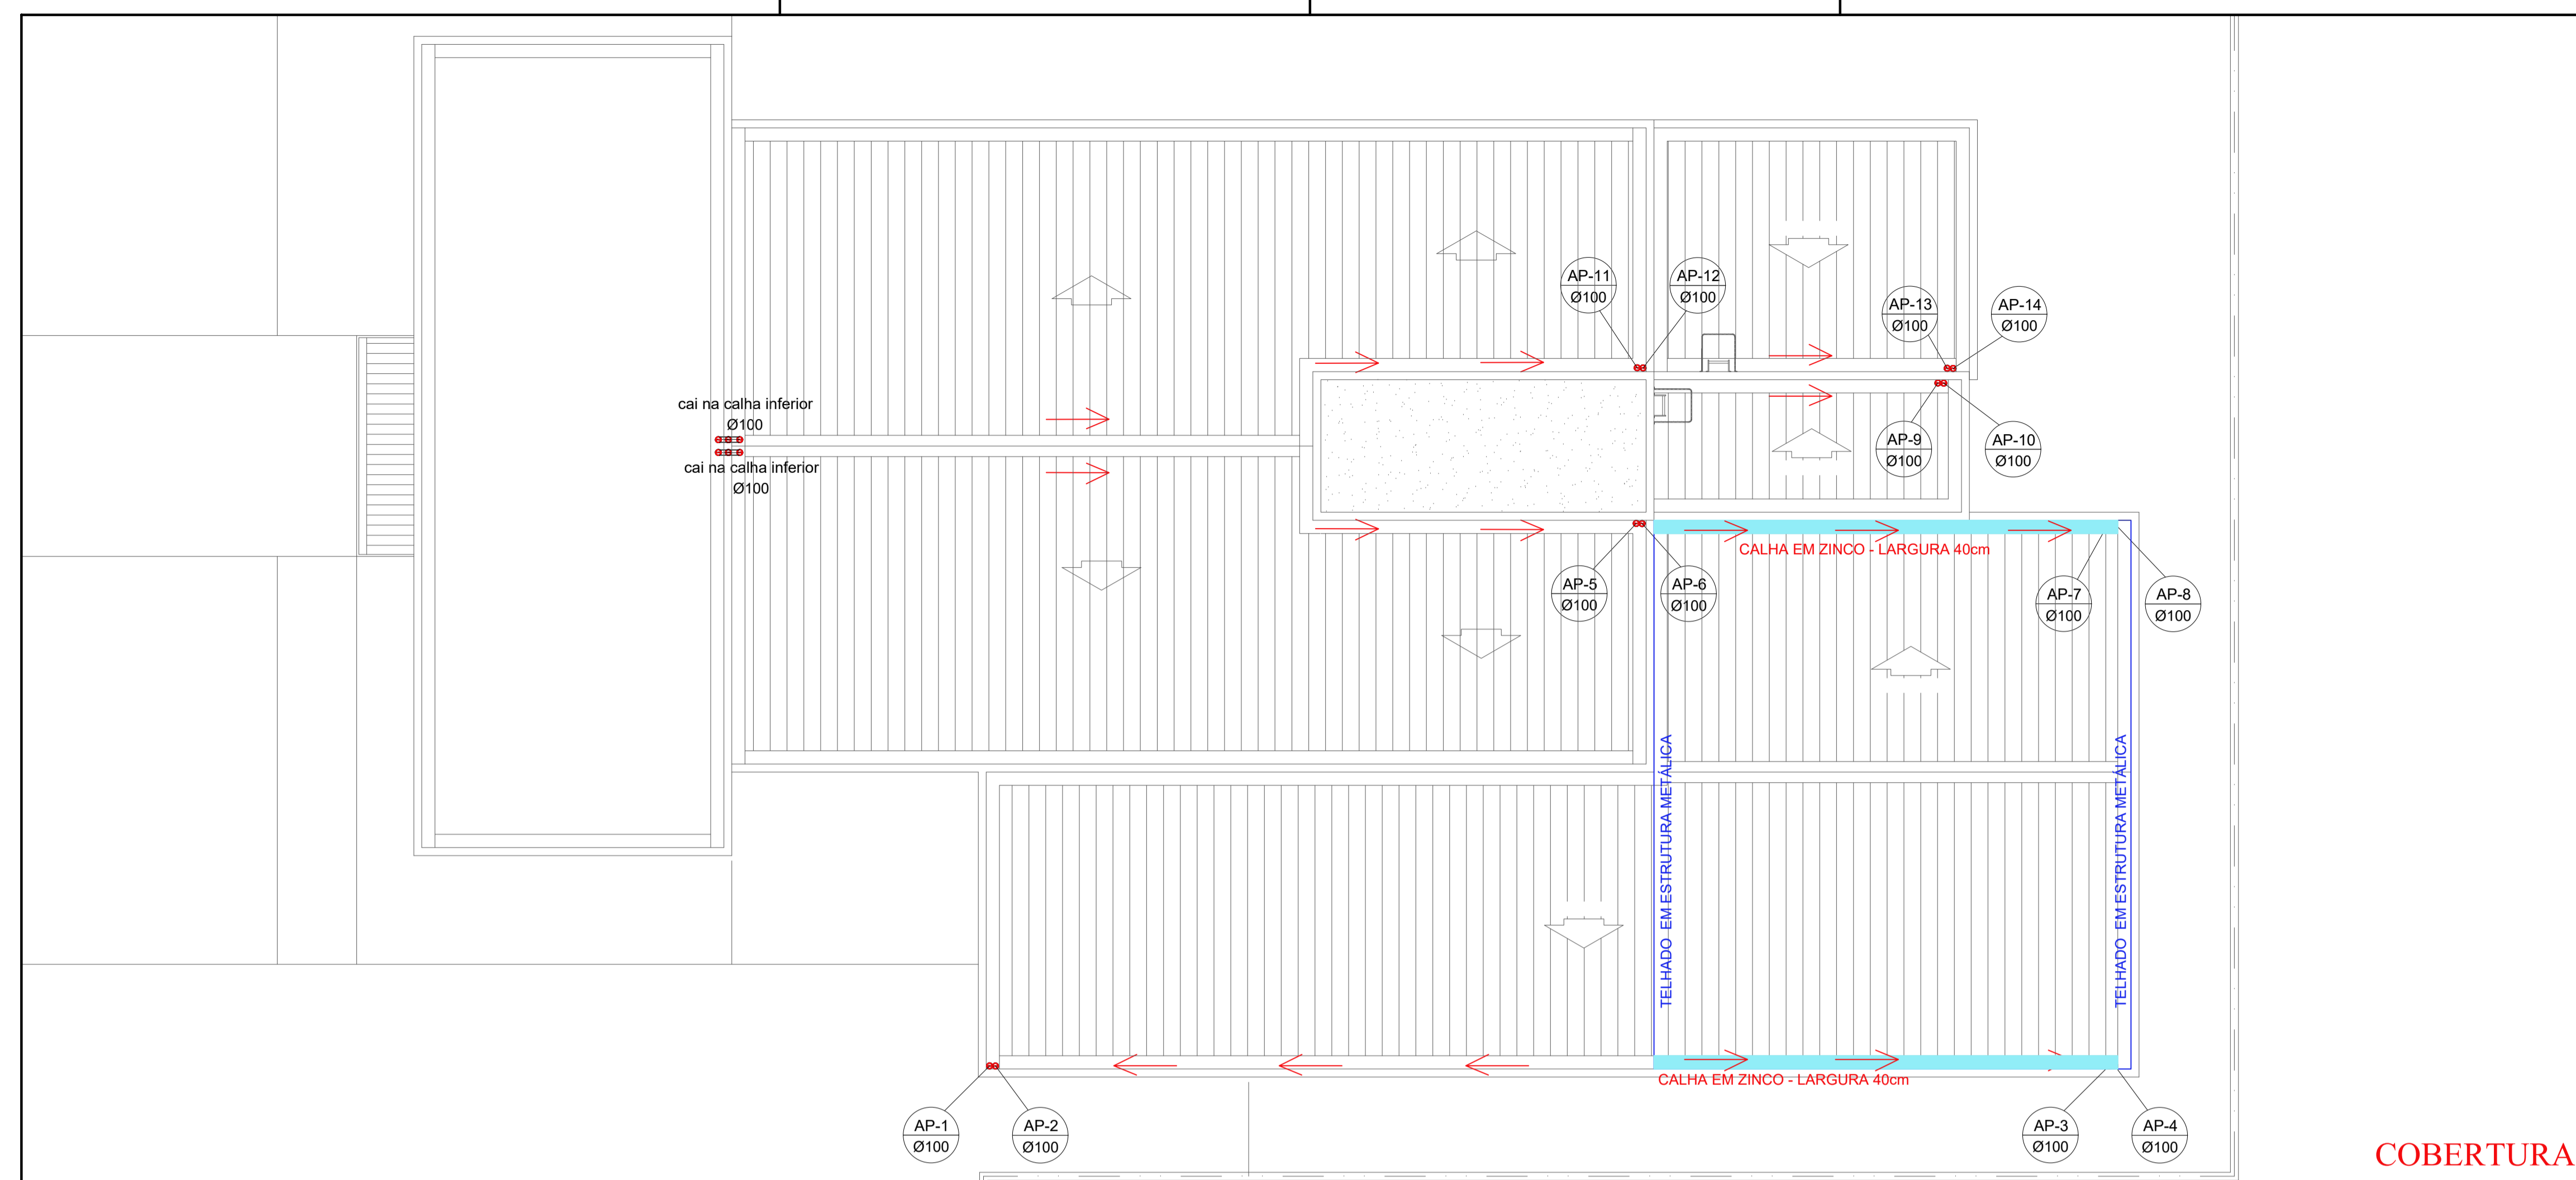 AP-11
Ø100
AP-12
Ø100
AP-13
Ø100
AP-14
Ø100
cai na calha inferior
Ø100
cai na calha inferior
Ø100
AP-9
Ø100
AP-10
Ø100
CALHA EM ZINCO - LARGURA 40cm
AP-5
Ø100
AP-6
Ø100
AP-7
Ø100
AP-8
Ø100
TELHADO EM ESTRUTURA METÁLICA
TELHADO EM ESTRUTURA METÁLICA
CALHA EM ZINCO - LARGURA 40cm
AP-1
Ø100
AP-2
Ø100
AP-3
Ø100
AP-4
Ø100
COBERTURA